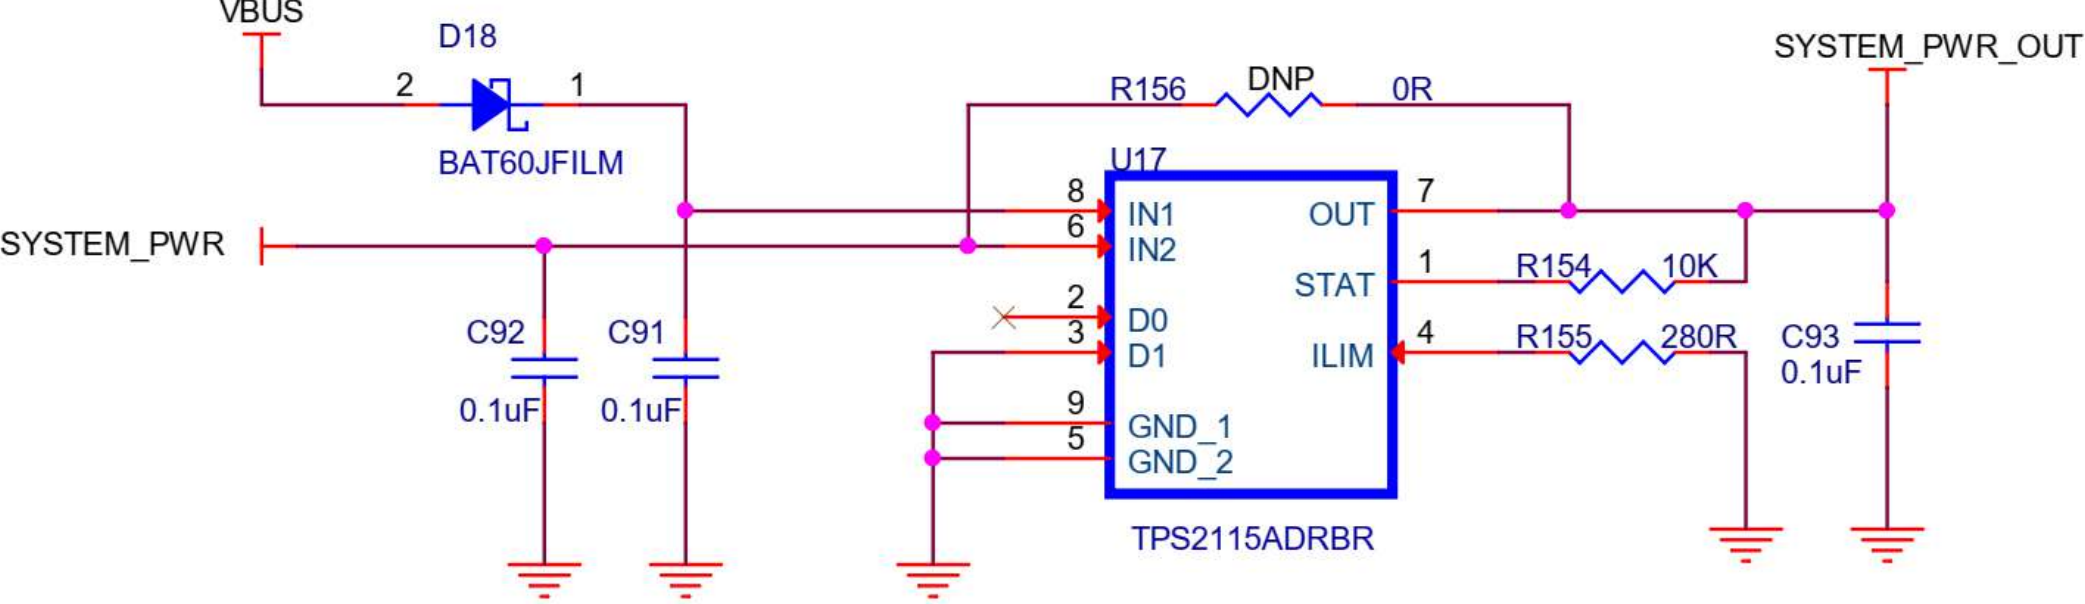 VBUS
D18
2
1
BAT60JFILM
SYSTEM_PWR
C92
0.1uF
C91
0.1uF
R156
DNP
0R
SYSTEM_PWR_OUT
U17
8
IN1
6
IN2
2
D0
3
D1
9
GND_1
5
GND_2
OUT
7
STAT
1
ILIM
4
TPS2115ADRBR
R154
10K
R155
280R
C93
0.1uF